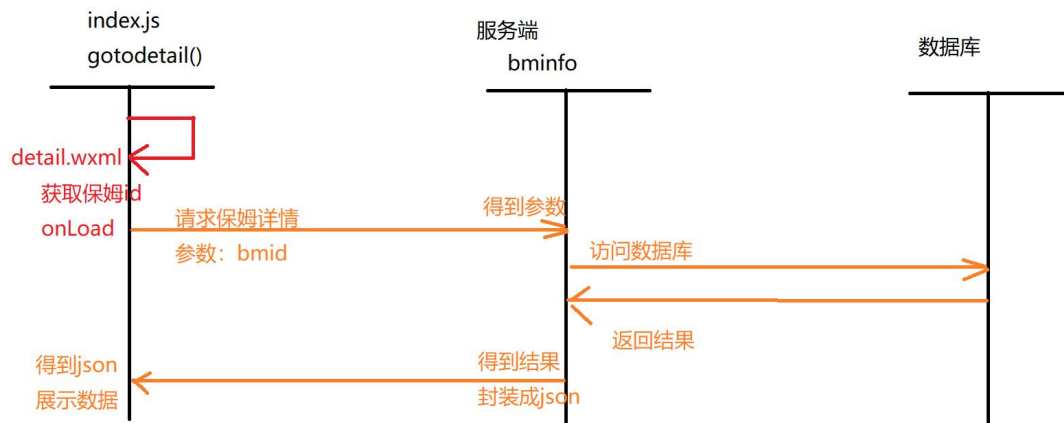 index.js
gotodetail()
服务端
bminfo
数据库
detail.wxml
获取保姆id
onLoad
请求保姆详情
参数：bmid
得到参数
访问数据库
返回结果
得到结果
封装成json
得到json
展示数据